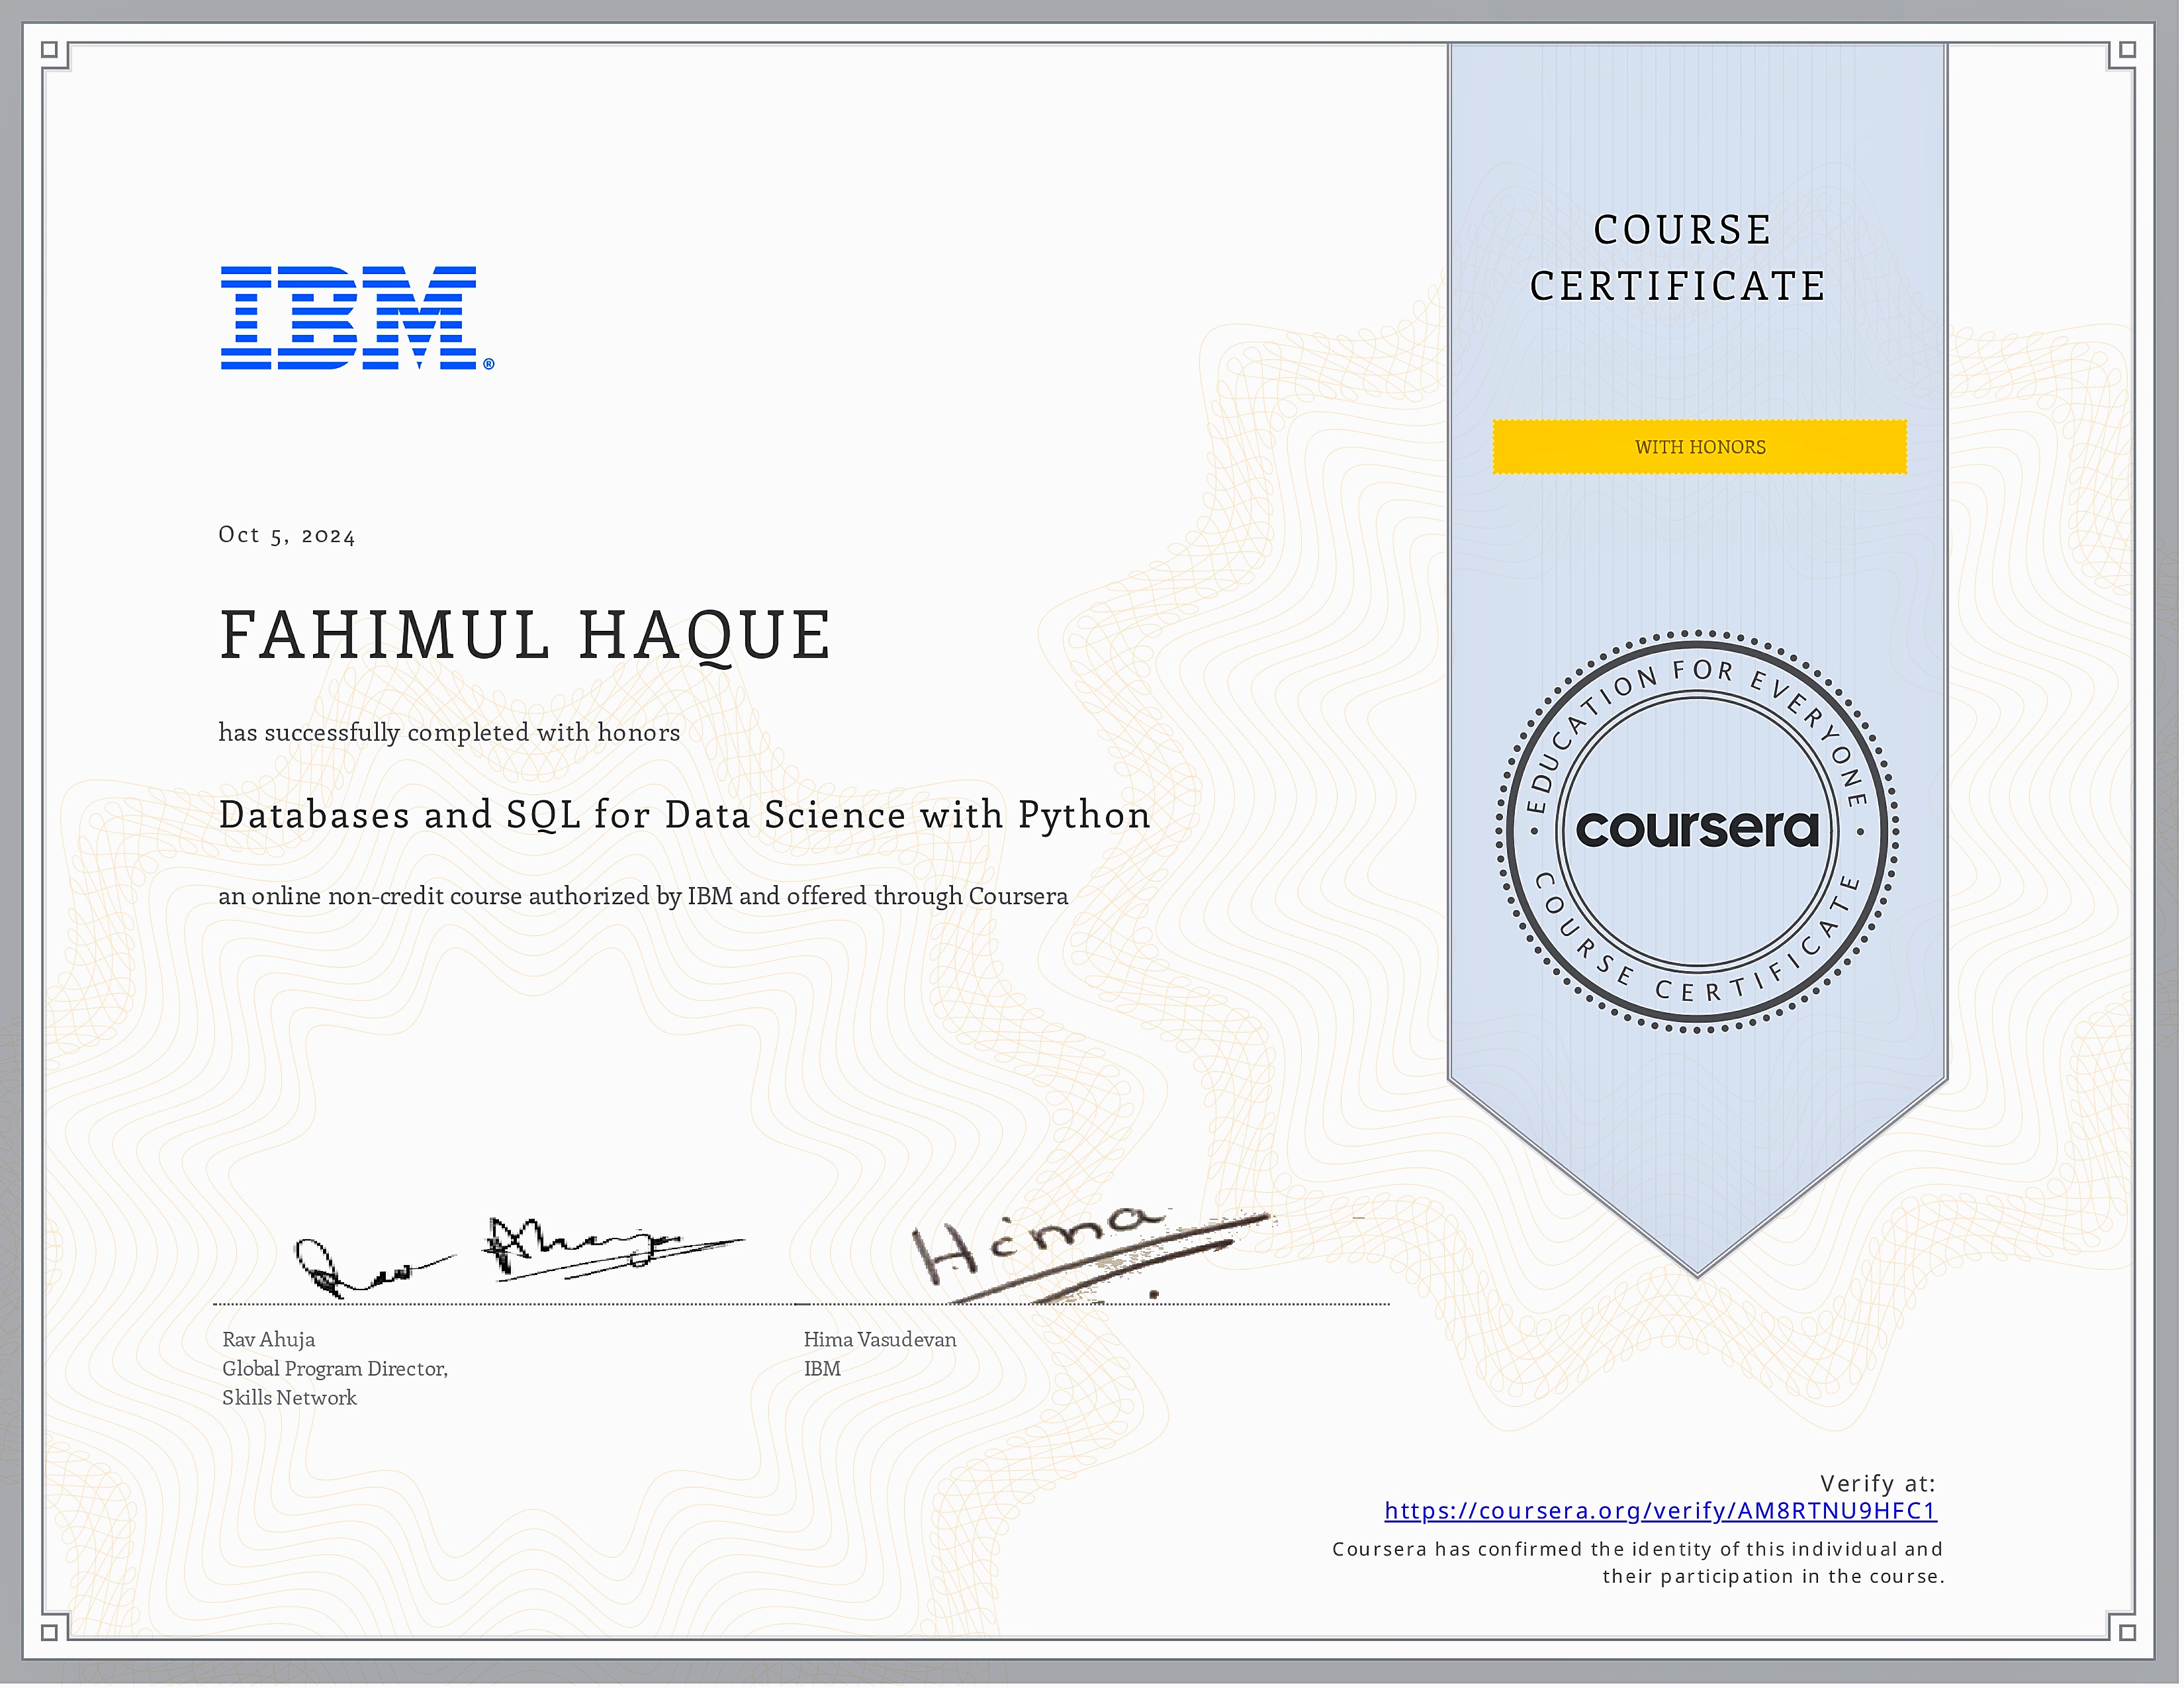 IBM®
COURSE
CERTIFICATE
WITH HONORS
Oct 5, 2024
FAHIMUL HAQUE
has successfully completed with honors
Databases and SQL for Data Science with Python
an online non-credit course authorized by IBM and offered through Coursera
EDUCATION FOR EVERYONE
coursera
COURSE CERTIFICATE
Hima
Rav Ahuja
Global Program Director,
Skills Network
Hima Vasudevan
IBM
Verify at:
https://coursera.org/verify/AM8RTNU9HFC1
Coursera has confirmed the identity of this individual and
their participation in the course.